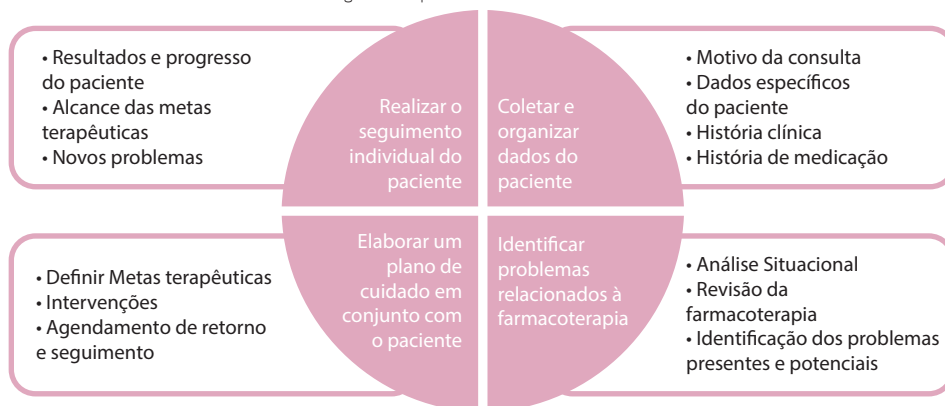 • Resultados e progresso
do paciente
• Alcance das metas
terapêuticas
• Novos problemas
Realizar o
seguimento
individual do
paciente
Coletar e
organizar
dados do
paciente
• Motivo da consulta
• Dados específicos
do paciente
• História clínica
• História de medicação
• Definir Metas terapêuticas
• Intervenções
• Agendamento de retorno
e seguimento
Elaborar um
plano de
cuidado em
conjunto com
o paciente
Identificar
problemas
relacionados à
farmacoterapia
• Análise Situacional
• Revisão da
farmacoterapia
• Identificação dos problemas
presentes e potenciais